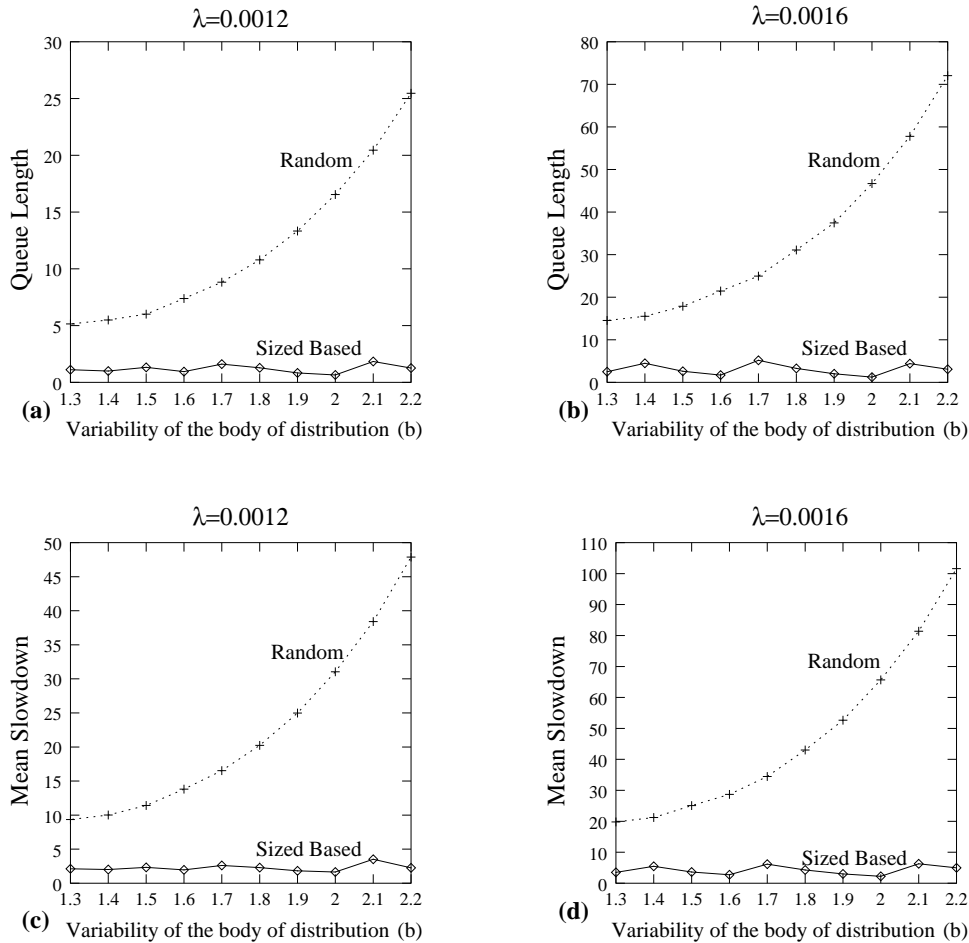 λ=0.0012
30
25
20
15
10
5
0
Queue Length
Random
Sized Based
1.3 1.4 1.5 1.6 1.7 1.8 1.9 2 2.1 2.2
(a) Variability of the body of distribution (b)
λ=0.0016
80
70
60
50
40
30
20
10
0
Queue Length
Random
Sized Based
1.3 1.4 1.5 1.6 1.7 1.8 1.9 2 2.1 2.2
(b) Variability of the body of distribution (b)
λ=0.0012
50
45
40
35
30
25
20
15
10
5
0
Mean Slowdown
Random
Sized Based
1.3 1.4 1.5 1.6 1.7 1.8 1.9 2 2.1 2.2
(c) Variability of the body of distribution (b)
λ=0.0016
110
100
90
80
70
60
50
40
30
20
10
0
Mean Slowdown
Random
Sized Based
1.3 1.4 1.5 1.6 1.7 1.8 1.9 2 2.1 2.2
(d) Variability of the body of distribution (b)